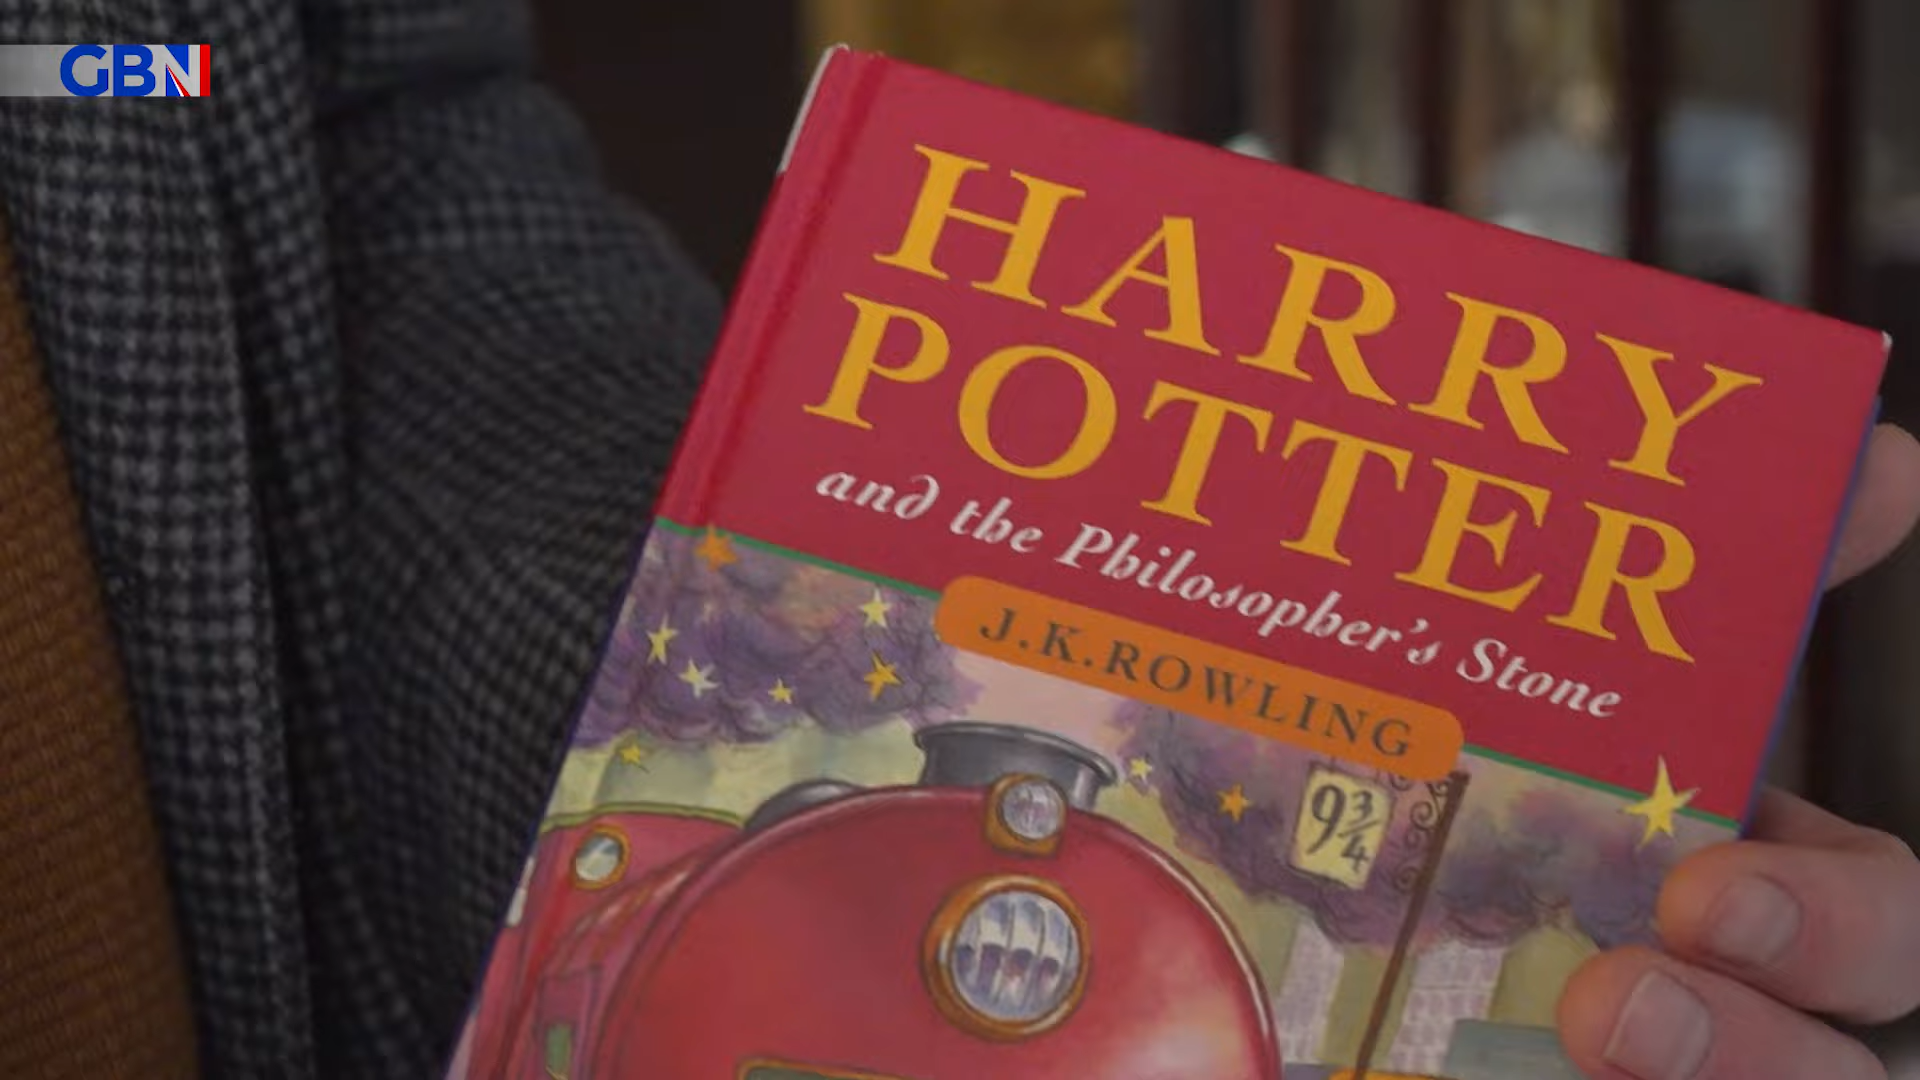 GBN
HARRY
POTTER
and the Philosopher's Stone
J.K.ROWLING
9¾